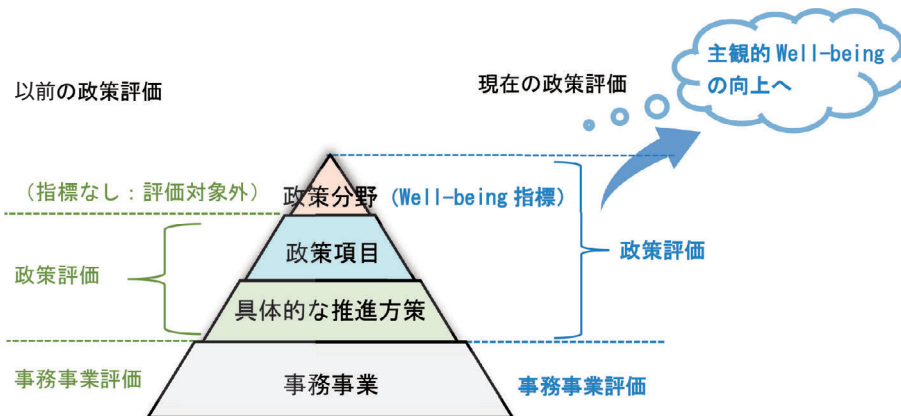 主観的 Well-being
の向上へ
以前の政策評価
現在の政策評価
（指標なし：評価対象外）
政策分野
（Well-being 指標）
政策項目
政策評価
政策評価
具体的な推進方策
事務事業評価
事務事業
事務事業評価